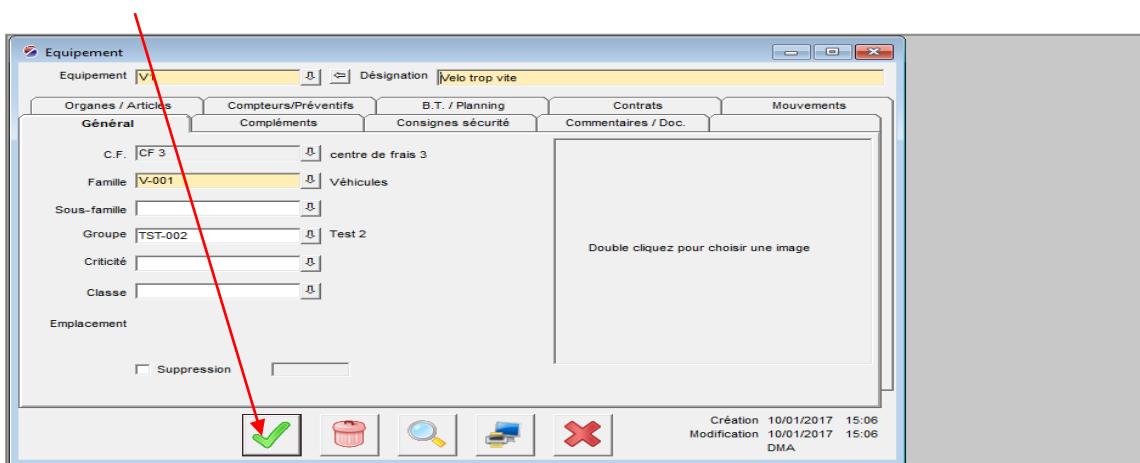 Equipement
Equipement V1 Désignation Velo trop vite
Organes / Articles Compteurs/Préventifs B.T. / Planning Contrats Mouvements
Général Compléments Consignes sécurité Commentaires / Doc.
C.F. CF 3 centre de frais 3
Famille V-001 Véhicules
Sous-famille
Groupe TST-002 Test 2
Double cliquez pour choisir une image
Criticité
Classe
Emplacement
Suppression
Création 10/01/2017 15:06
Modification 10/01/2017 15:06
DMA